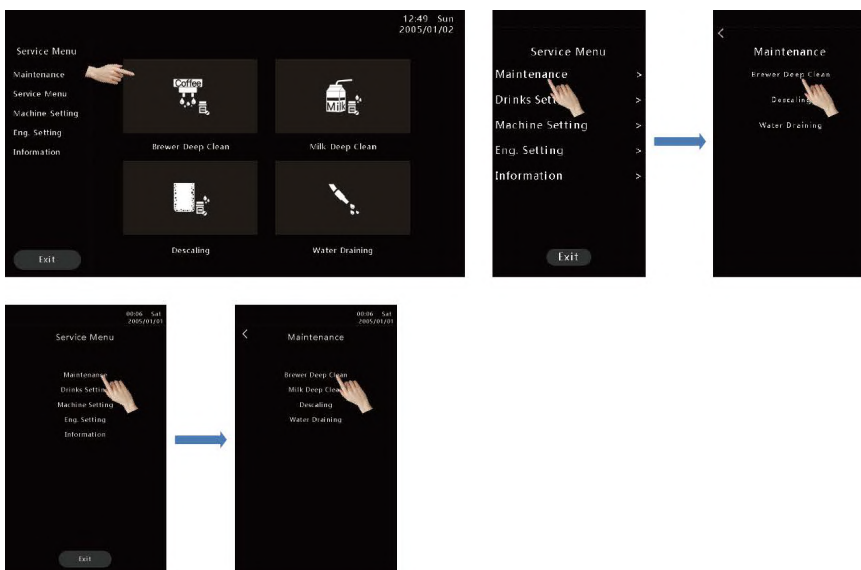 12:49 Sun
2005/01/02
Service Menu
Maintenance
Service Menu
Machine Setting
Eng. Setting
Information
Exit
Coffee
Brewer Deep Clean
Milk
Milk Deep Clean
Descaling
Water Draining
Service Menu
Maintenance >
Drinks Sett >
Machine Setting >
Eng. Setting >
Information >
Exit
<
Maintenance
Brewer Deep Clean
Descaling
Water Draining
00:06 Sat
2005/01/01
Service Menu
Maintenance
Drinks Settin
Machine Setting
Eng. Setting
Information
Exit
00:06 Sat
2005/01/01
<
Maintenance
Brewer Deep Clean
Milk Deep Clea
Descaling
Water Draining